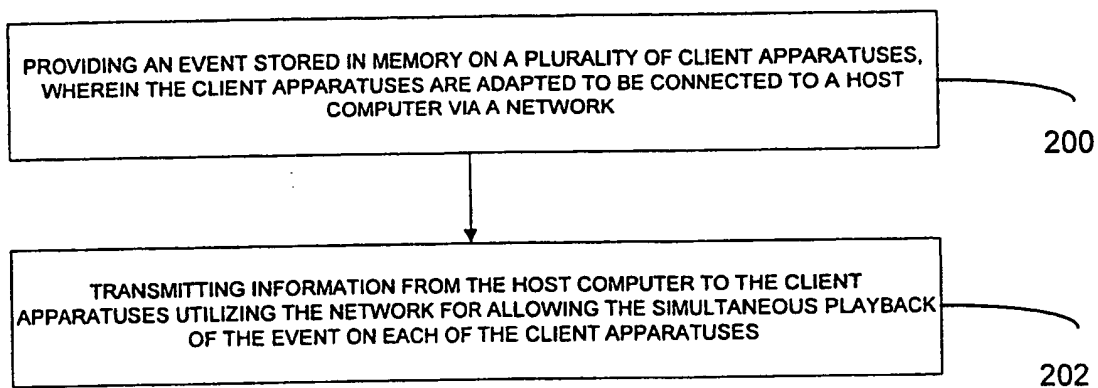 PROVIDING AN EVENT STORED IN MEMORY ON A PLURALITY OF CLIENT APPARATUSES,
WHEREIN THE CLIENT APPARATUSES ARE ADAPTED TO BE CONNECTED TO A HOST
COMPUTER VIA A NETWORK
200
TRANSMITTING INFORMATION FROM THE HOST COMPUTER TO THE CLIENT
APPARATUSES UTILIZING THE NETWORK FOR ALLOWING THE SIMULTANEOUS PLAYBACK
OF THE EVENT ON EACH OF THE CLIENT APPARATUSES
202